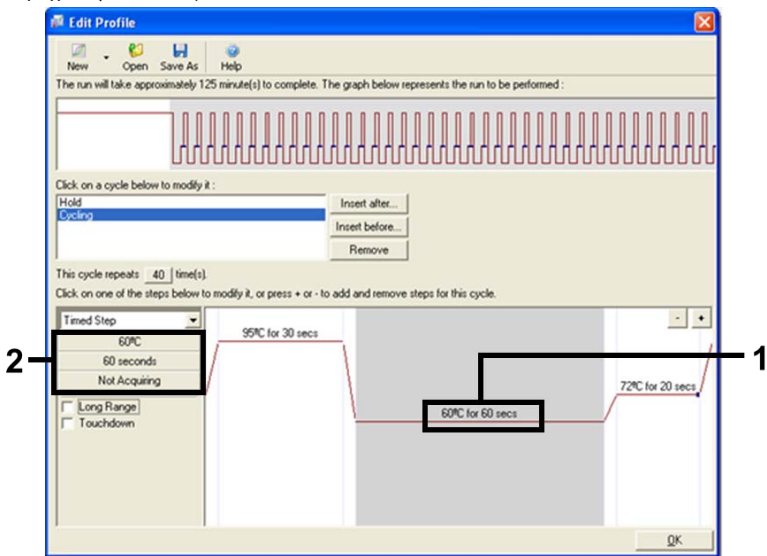 Edit Profile
New Open Save As Help
The run will take approximately 125 minute(s) to complete. The graph below represents the run to be performed :
Click on a cycle below to modify it :
Hold
Cycling
Insert after...
Insert before...
Remove
This cycle repeats 40 time(s).
Click on one of the steps below to modify it, or press + or - to add and remove steps for this cycle.
Timed Step
60ºC
60 seconds
Not Acquiring
Long Range
Touchdown
95ºC for 30 secs
60ºC for 60 secs
72ºC for 20 secs
- +
2
1
OK